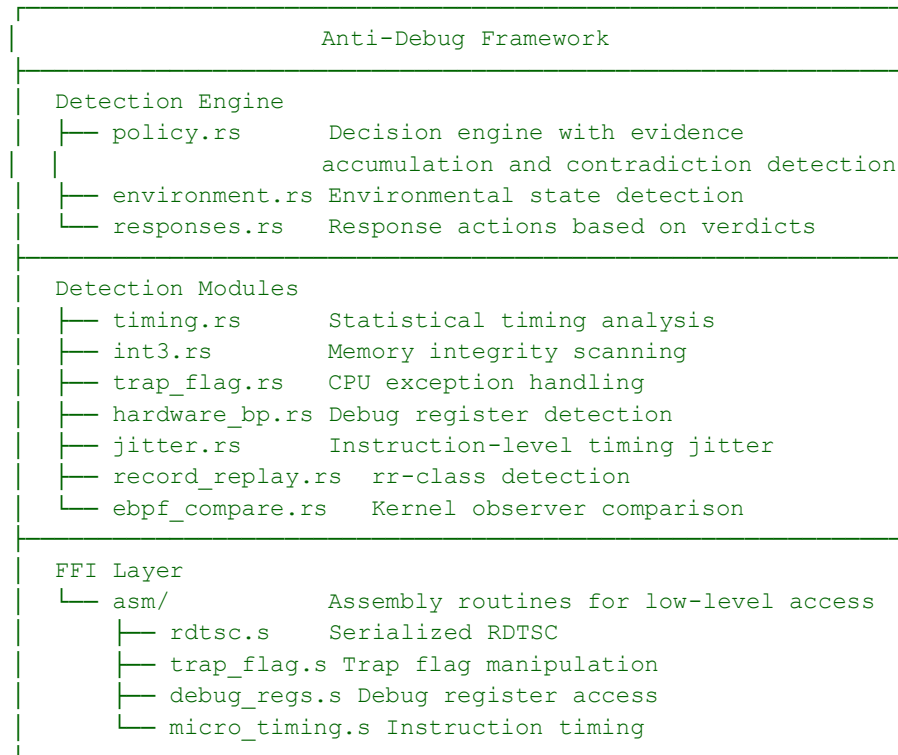 Anti-Debug Framework
Detection Engine
├── policy.rs Decision engine with evidence
│ accumulation and contradiction detection
├── environment.rs Environmental state detection
└── responses.rs Response actions based on verdicts
Detection Modules
├── timing.rs Statistical timing analysis
├── int3.rs Memory integrity scanning
├── trap_flag.rs CPU exception handling
├── hardware_bp.rs Debug register detection
├── jitter.rs Instruction-level timing jitter
├── record_replay.rs rr-class detection
└── ebpf_compare.rs Kernel observer comparison
FFI Layer
└── asm/ Assembly routines for low-level access
├── rdtsc.s Serialized RDTSC
├── trap_flag.s Trap flag manipulation
├── debug_regs.s Debug register access
└── micro_timing.s Instruction timing